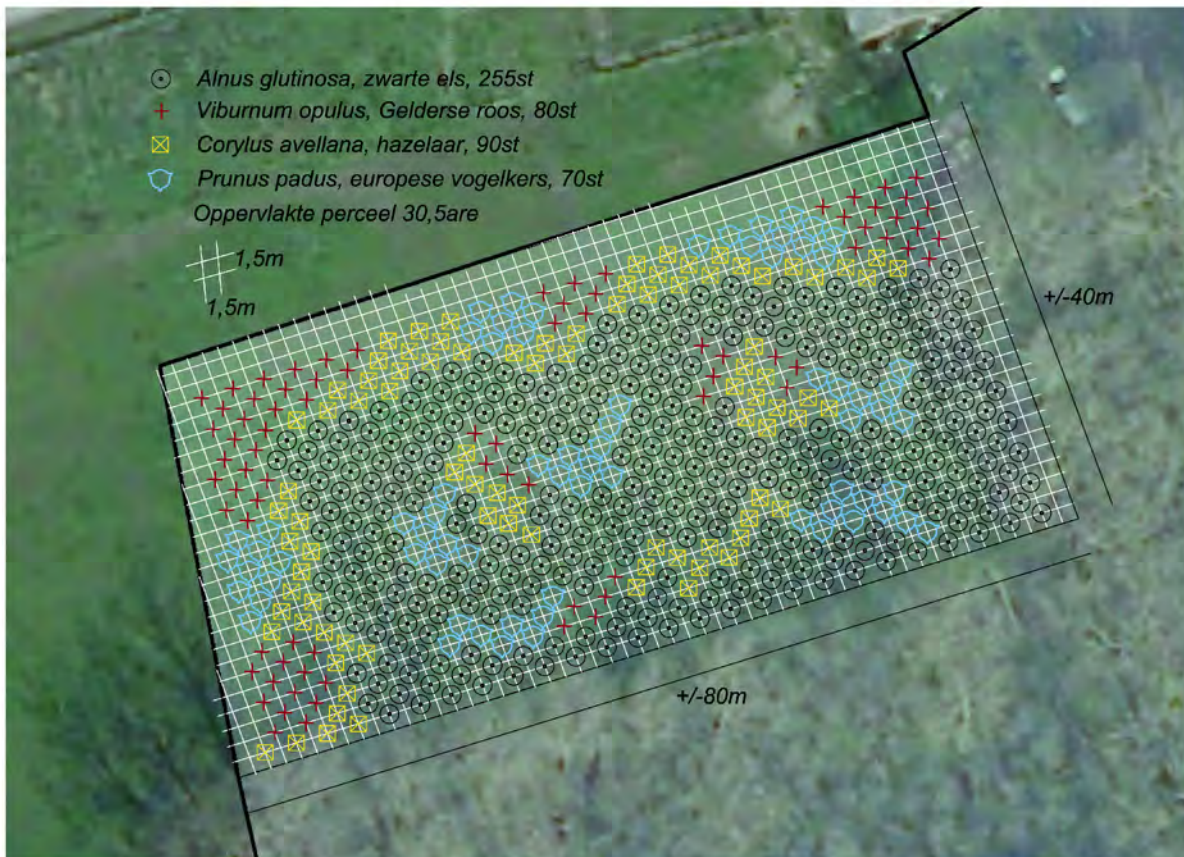 Alnus glutinosa, zwarte els, 255st
Viburnum opulus, Gelderse roos, 80st
Corylus avellana, hazelaar, 90st
Prunus padus, europese vogelkers, 70st
Oppervlakte perceel 30,5are
1,5m
1,5m
+/-40m
+/-80m